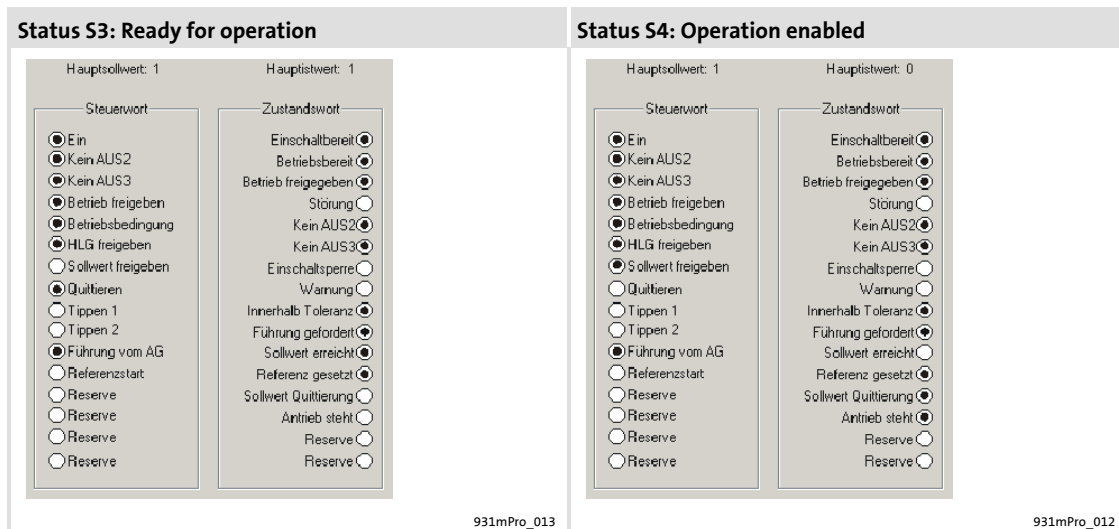 Status S3: Ready for operation
Hauptsollwert: 1 Hauptistwert: 1
Steuerwort Zustandswort
Ein Einschaltbereit
Kein AUS2 Betriebsbereit
Kein AUS3 Betrieb freigegeben
Betrieb freigeben Störung
Betriebsbedingung Kein AUS2
HLG freigeben Kein AUS3
Sollwert freigeben Einschaltsperre
Quittieren Warnung
Tippen 1 Innerhalb Toleranz
Tippen 2 Führung gefordert
Führung vom AG Sollwert erreicht
Referenzstart Referenz gesetzt
Reserve Sollwert Quittierung
Reserve Antrieb steht
Reserve Reserve
Reserve Reserve
931mPro_013
Status S4: Operation enabled
Hauptsollwert: 1 Hauptistwert: 0
Steuerwort Zustandswort
Ein Einschaltbereit
Kein AUS2 Betriebsbereit
Kein AUS3 Betrieb freigegeben
Betrieb freigeben Störung
Betriebsbedingung Kein AUS2
HLG freigeben Kein AUS3
Sollwert freigeben Einschaltsperre
Quittieren Warnung
Tippen 1 Innerhalb Toleranz
Tippen 2 Führung gefordert
Führung vom AG Sollwert erreicht
Referenzstart Referenz gesetzt
Reserve Sollwert Quittierung
Reserve Antrieb steht
Reserve Reserve
Reserve Reserve
931mPro_012